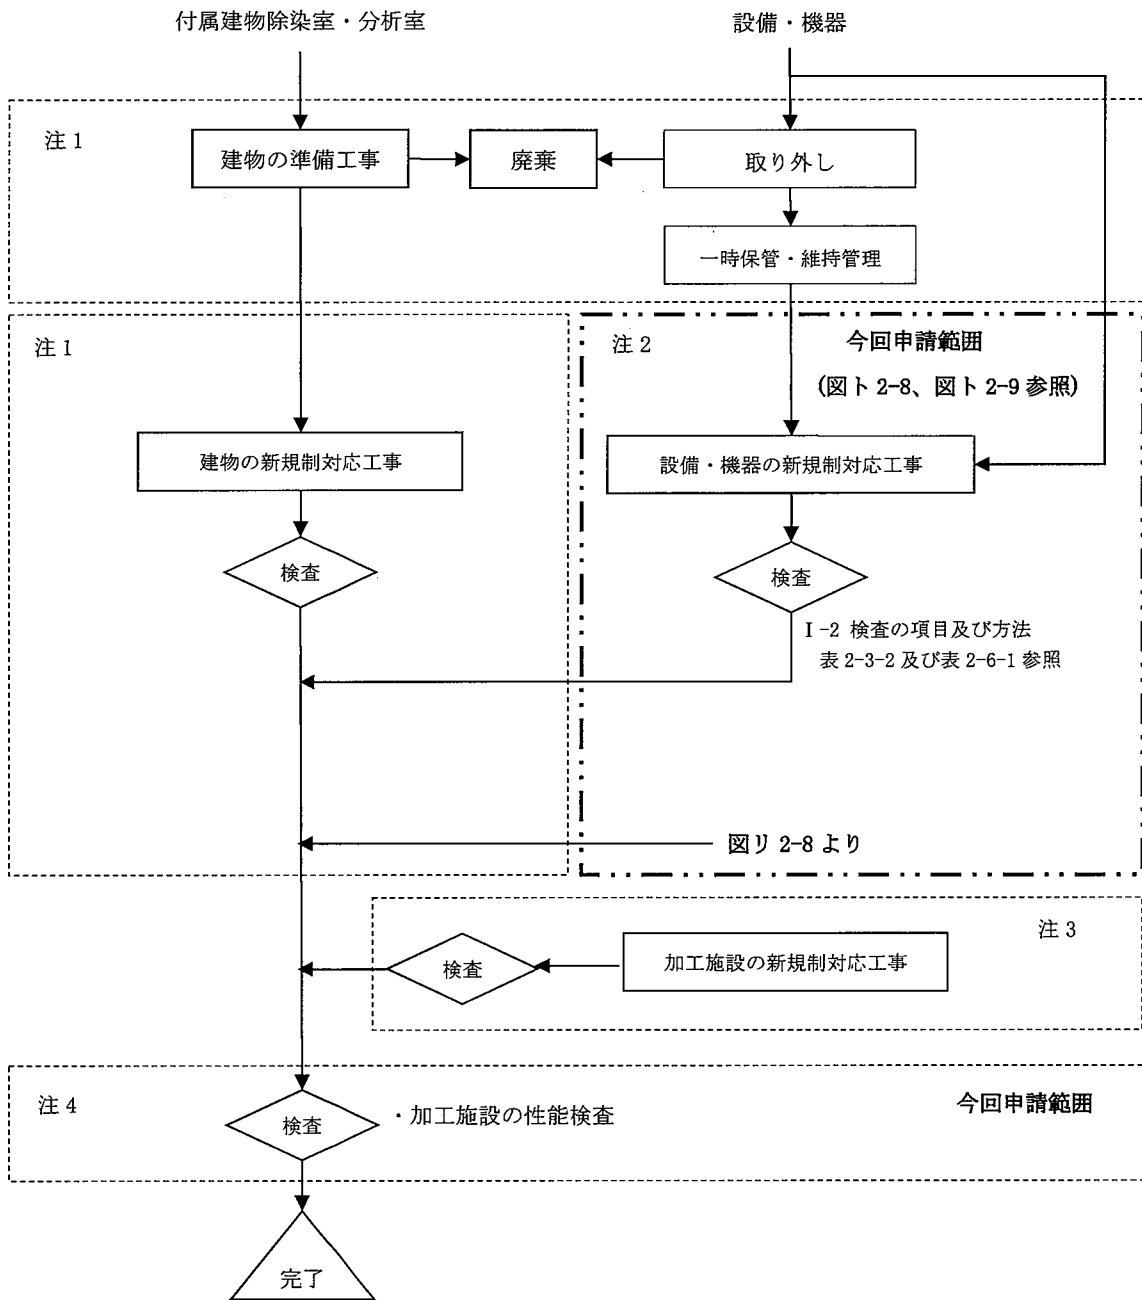 付属建物除染室・分析室
設備・機器
注1
建物の準備工事
廃棄
取り外し
一時保管・維持管理
注1
注2
今回申請範囲
(図ト 2-8、図ト 2-9 参照)
建物の新規制対応工事
設備・機器の新規制対応工事
検査
検査
Ⅰ-2 検査の項目及び方法
表 2-3-2 及び表 2-6-1 参照
図リ 2-8 より
注3
検査
加工施設の新規制対応工事
注4
検査
・加工施設の性能検査
今回申請範囲
完了